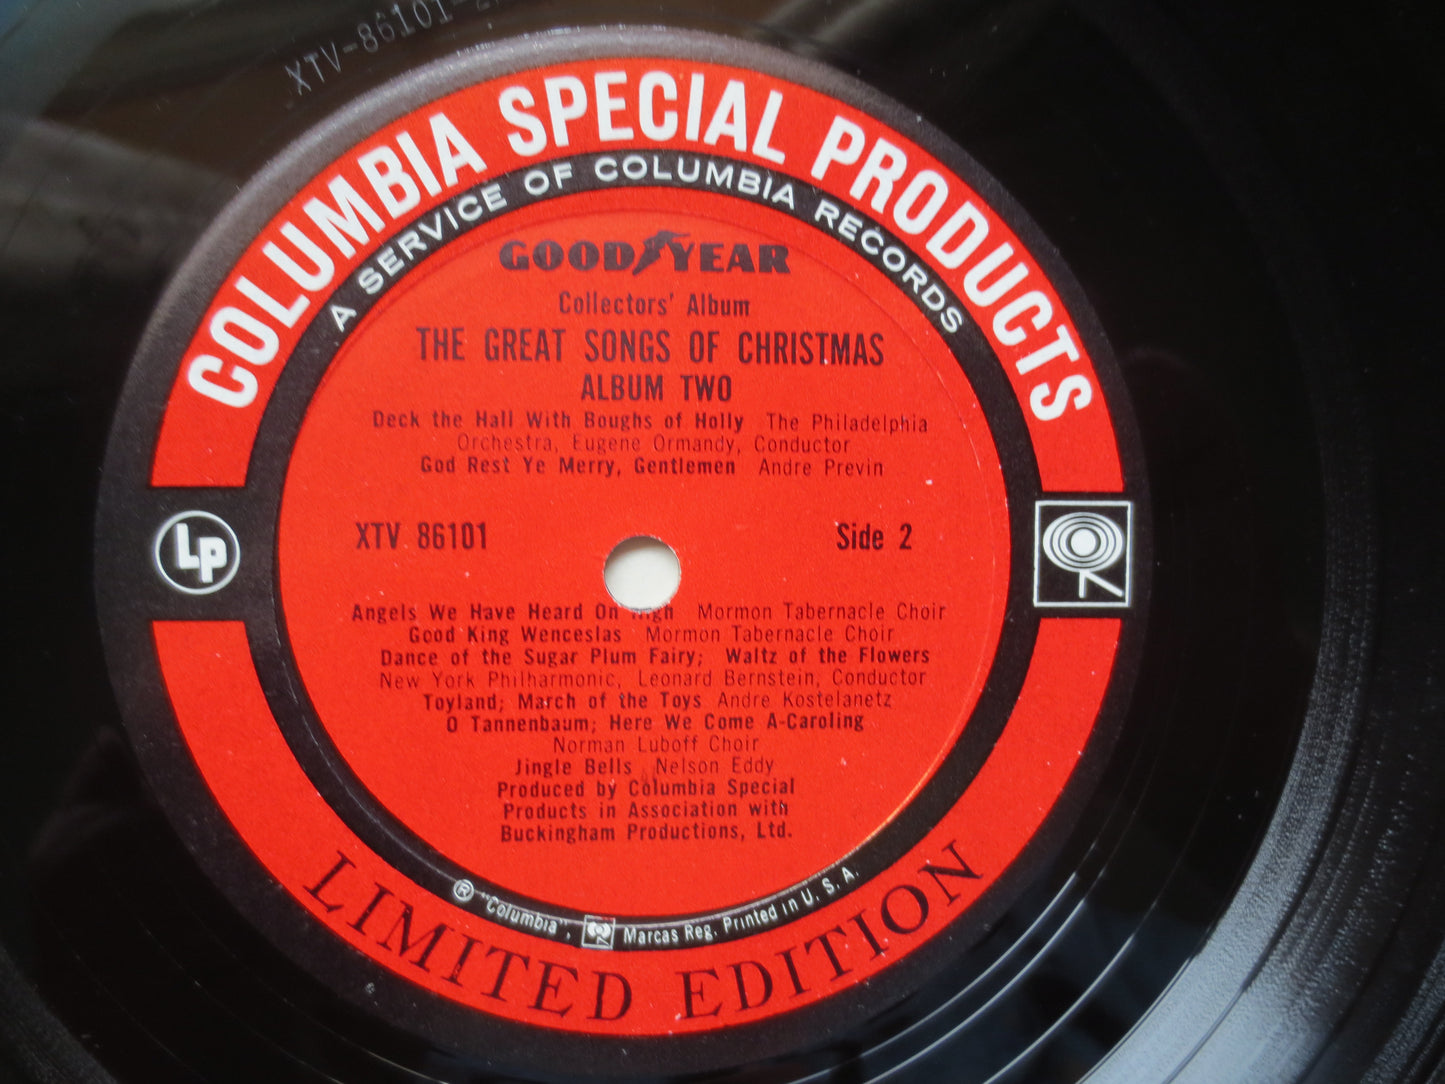 XTV-86101-2
COLUMBIA SPECIAL PRODUCTS
A SERVICE OF COLUMBIA RECORDS
GOODYEAR
Collectors' Album
THE GREAT SONGS OF CHRISTMAS
ALBUM TWO
Deck the Hall With Boughs of Holly The Philadelphia
Orchestra, Eugene Ormandy, Conductor
God Rest Ye Merry, Gentlemen Andre Previn
LP
XTV 86101 Side 2
Angels We Have Heard On High Mormon Tabernacle Choir
Good King Wenceslas Mormon Tabernacle Choir
Dance of the Sugar Plum Fairy; Waltz of the Flowers
New York Philharmonic, Leonard Bernstein, Conductor
Toyland; March of the Toys Andre Kostelanetz
O Tannenbaum; Here We Come A-Caroling
Norman Luboff Choir
Jingle Bells Nelson Eddy
Produced by Columbia Special
Products in Association with
Buckingham Productions, Ltd.
® "Columbia", Marcas Reg. Printed in U. S. A.
LIMITED EDITION